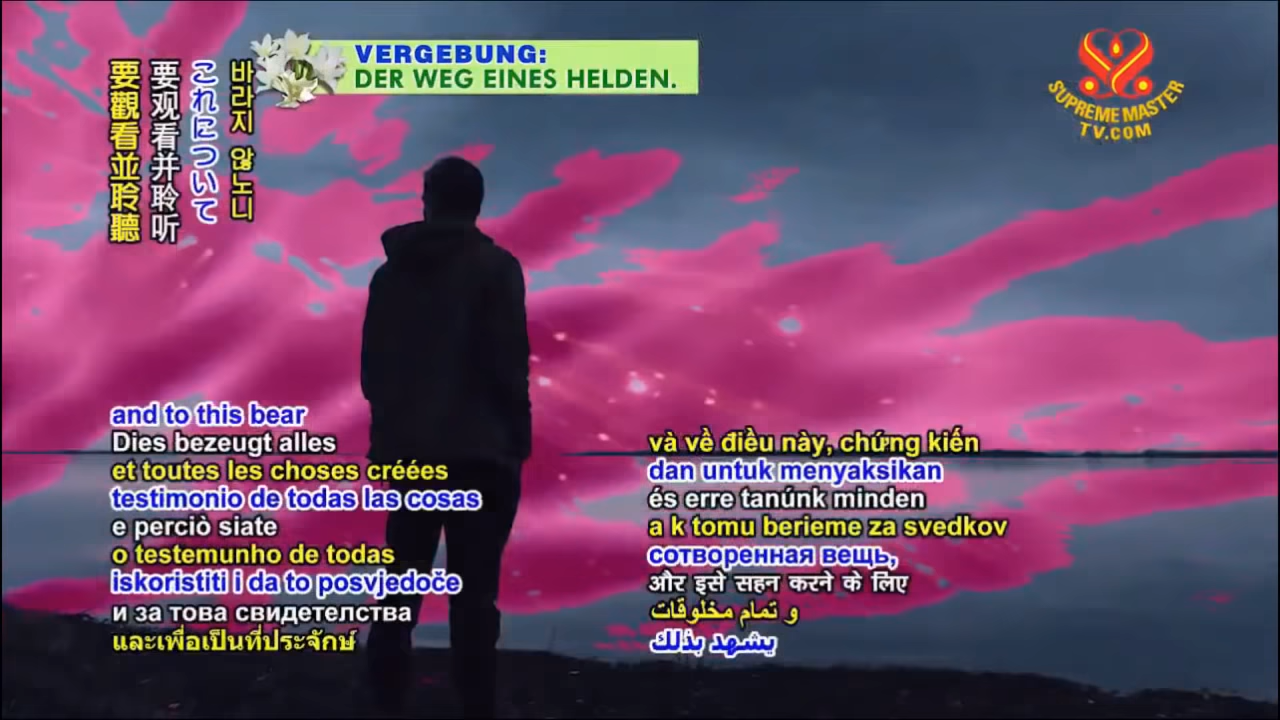 VERGEBUNG:
DER WEG EINES HELDEN.
SUPREME MASTER
TV.COM
바라지 않노니
これについて
要观看并聆听
要觀看並聆聽
and to this bear
Dies bezeugt alles
et toutes les choses créées
testimonio de todas las cosas
e perciò siate
o testemunho de todas
iskoristiti i da to posvjedoče
и за това свидетелства
และเพื่อเป็นที่ประจักษ์
và về điều này, chứng kiến
dan untuk menyaksikan
és erre tanúnk minden
a k tomu berieme za svedkov
сотворенная вещь,
और इसे सहन करने के लिए
و تمام مخلوقات
يشهد بذلك